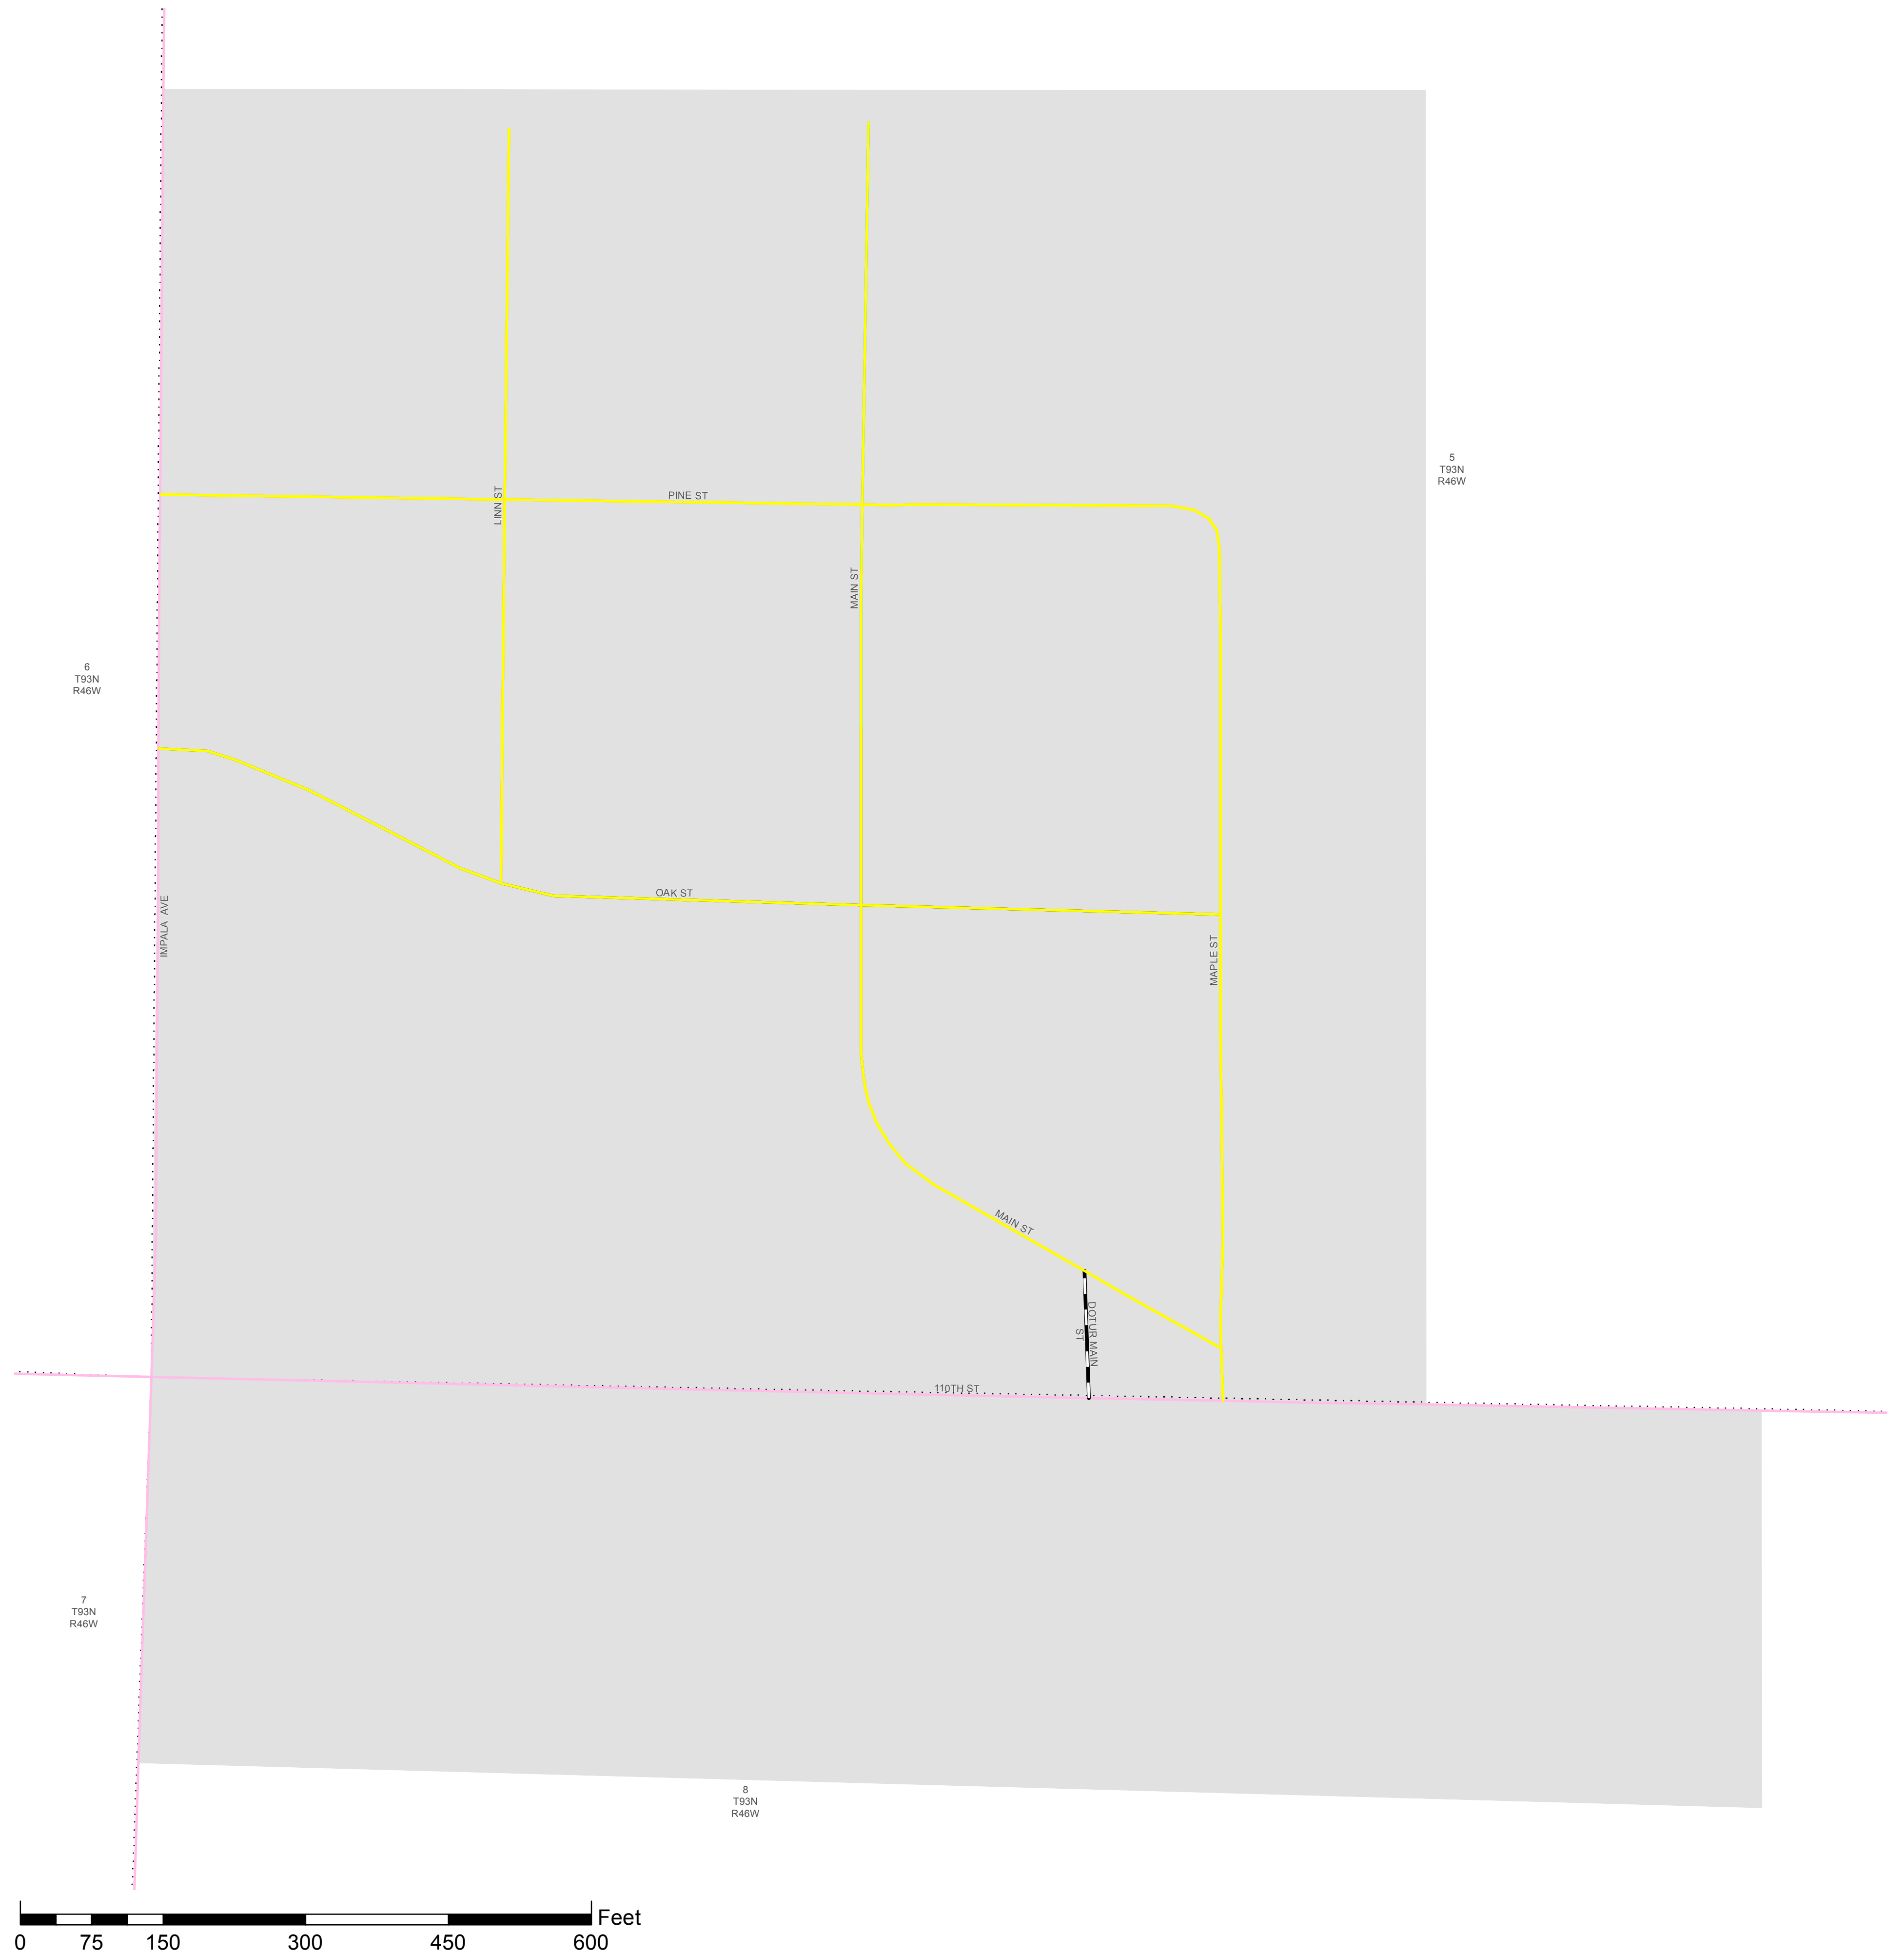 5
T93N
R46W
PINE ST
LINN ST
MAIN ST
6
T93N
R46W
OAK ST
IMPALA AVE
MAPLE ST
MAIN ST
DOTUR MAIN
ST
110TH ST
7
T93N
R46W
8
T93N
R46W
Feet
0 75 150 300 450 600